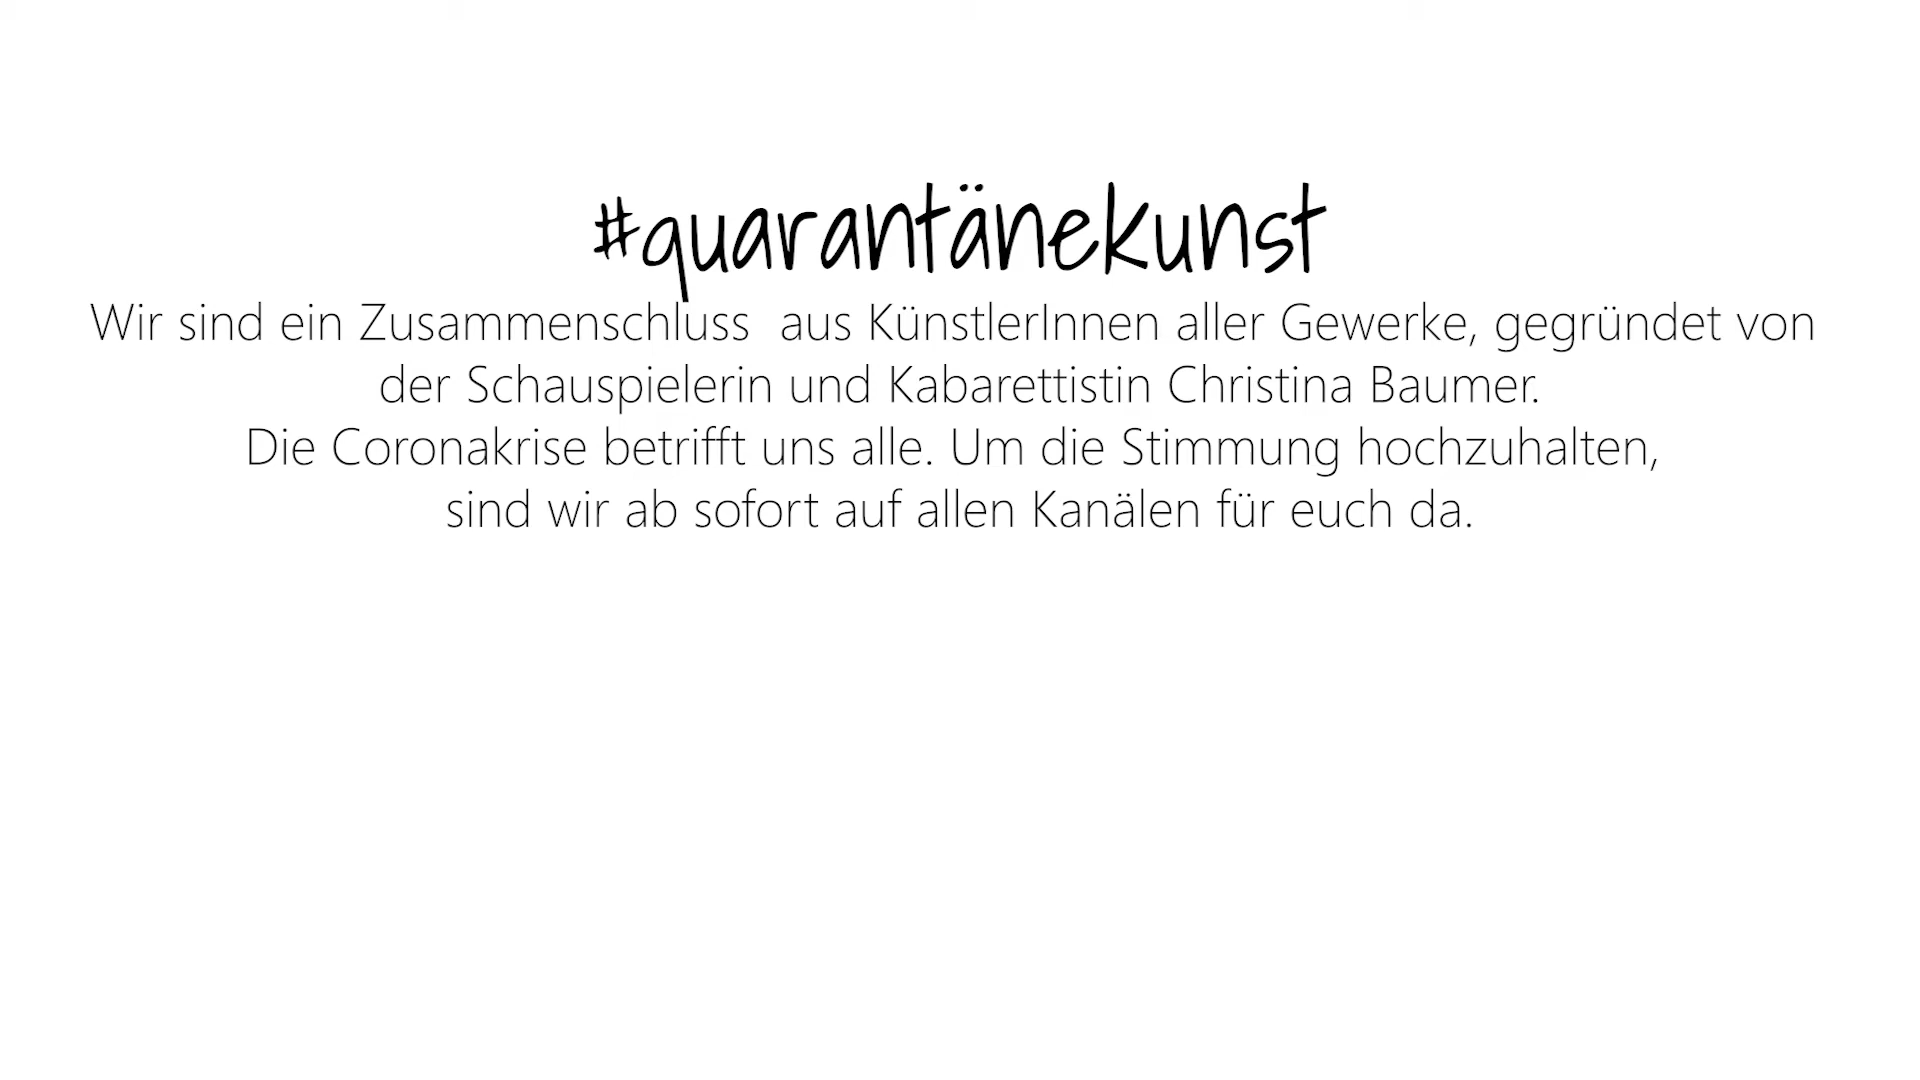 #quarantänekunst
Wir sind ein Zusammenschluss  aus KünstlerInnen aller Gewerke, gegründet von
der Schauspielerin und Kabarettistin Christina Baumer.
Die Coronakrise betrifft uns alle. Um die Stimmung hochzuhalten,
sind wir ab sofort auf allen Kanälen für euch da.